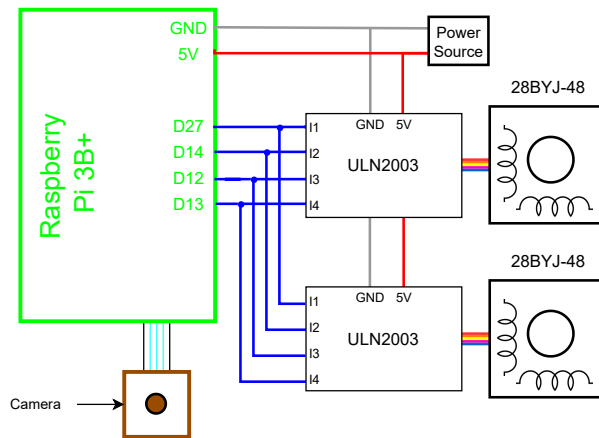 GND
5V
Power
Source
28BYJ-48
D27
D14
D12
D13
Raspberry
Pi 3B+
I1
I2
I3
I4
GND 5V
ULN2003
28BYJ-48
I1
I2
I3
I4
GND 5V
ULN2003
Camera